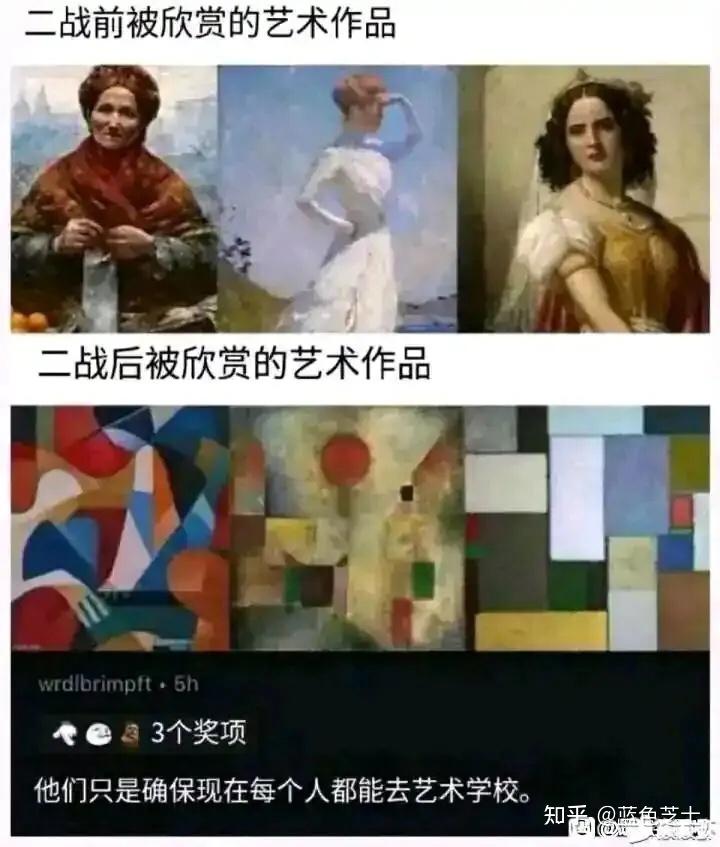 二战前被欣赏的艺术作品
二战后被欣赏的艺术作品
wrdlbrimpft • 5h
3个奖项
他们只是确保现在每个人都能去艺术学校。
知乎 @蓝色芝士